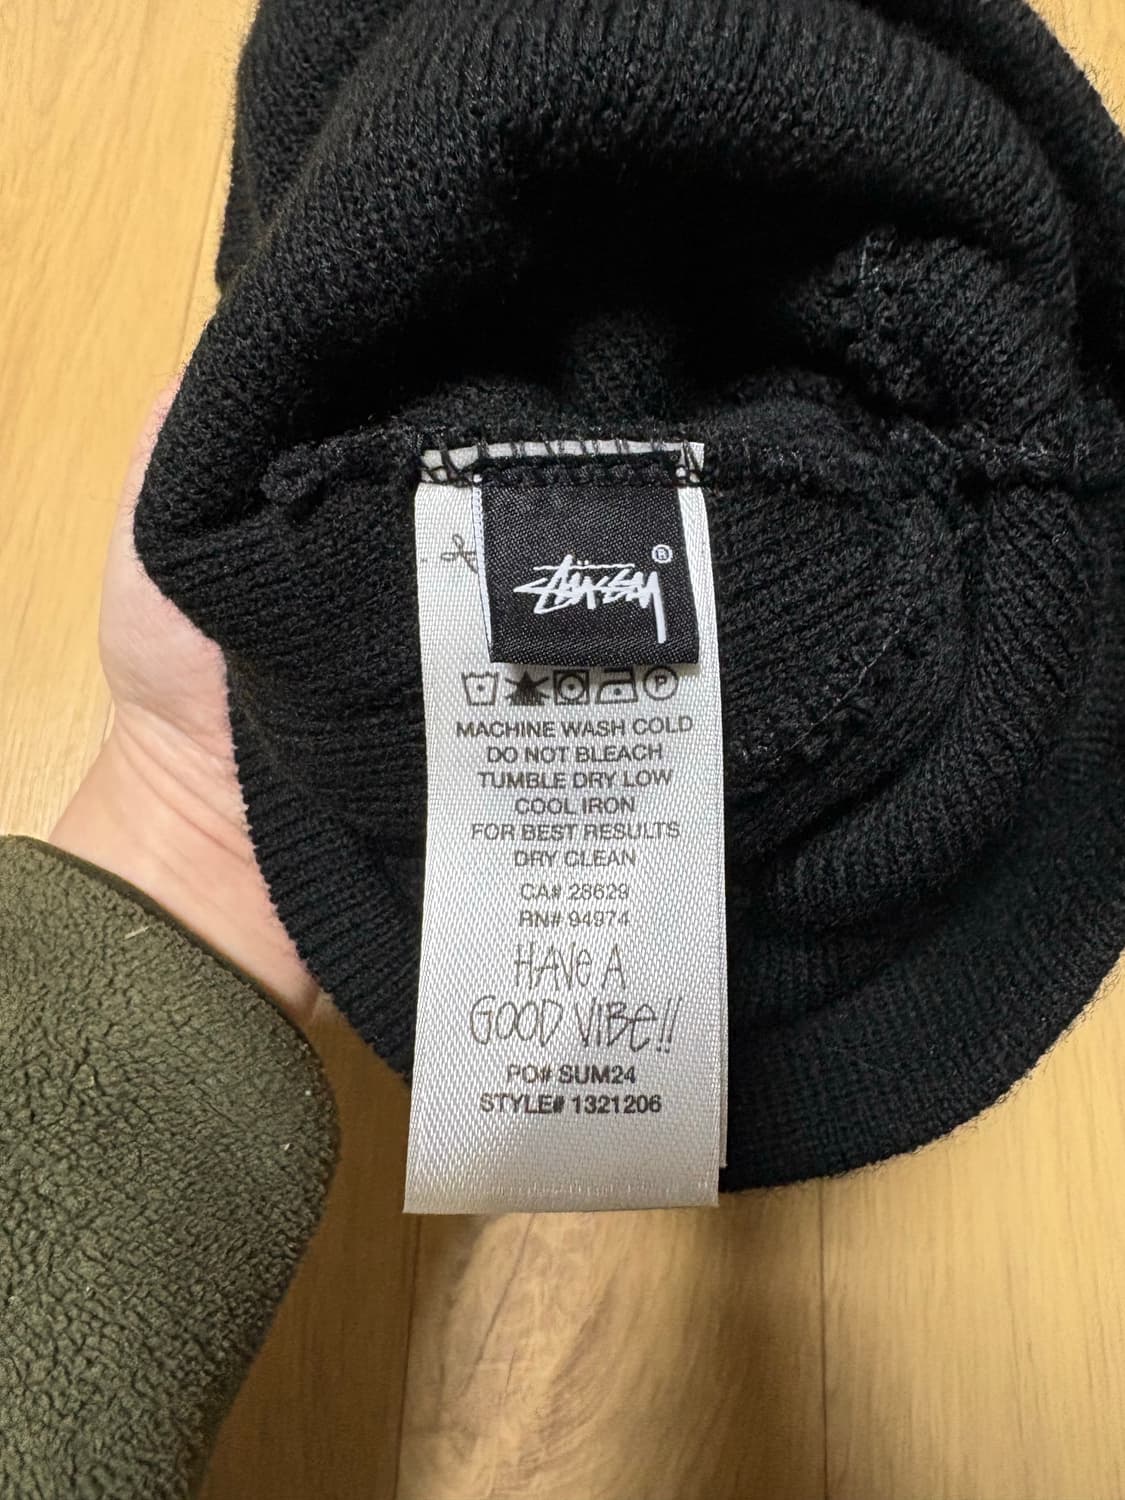 Stüssy ®
P
MACHINE WASH COLD
DO NOT BLEACH
TUMBLE DRY LOW
COOL IRON
FOR BEST RESULTS
DRY CLEAN
CA# 28629
RN# 94974
HAVE A
GOOD VIBE!!
PO# SUM24
STYLE# 1321206